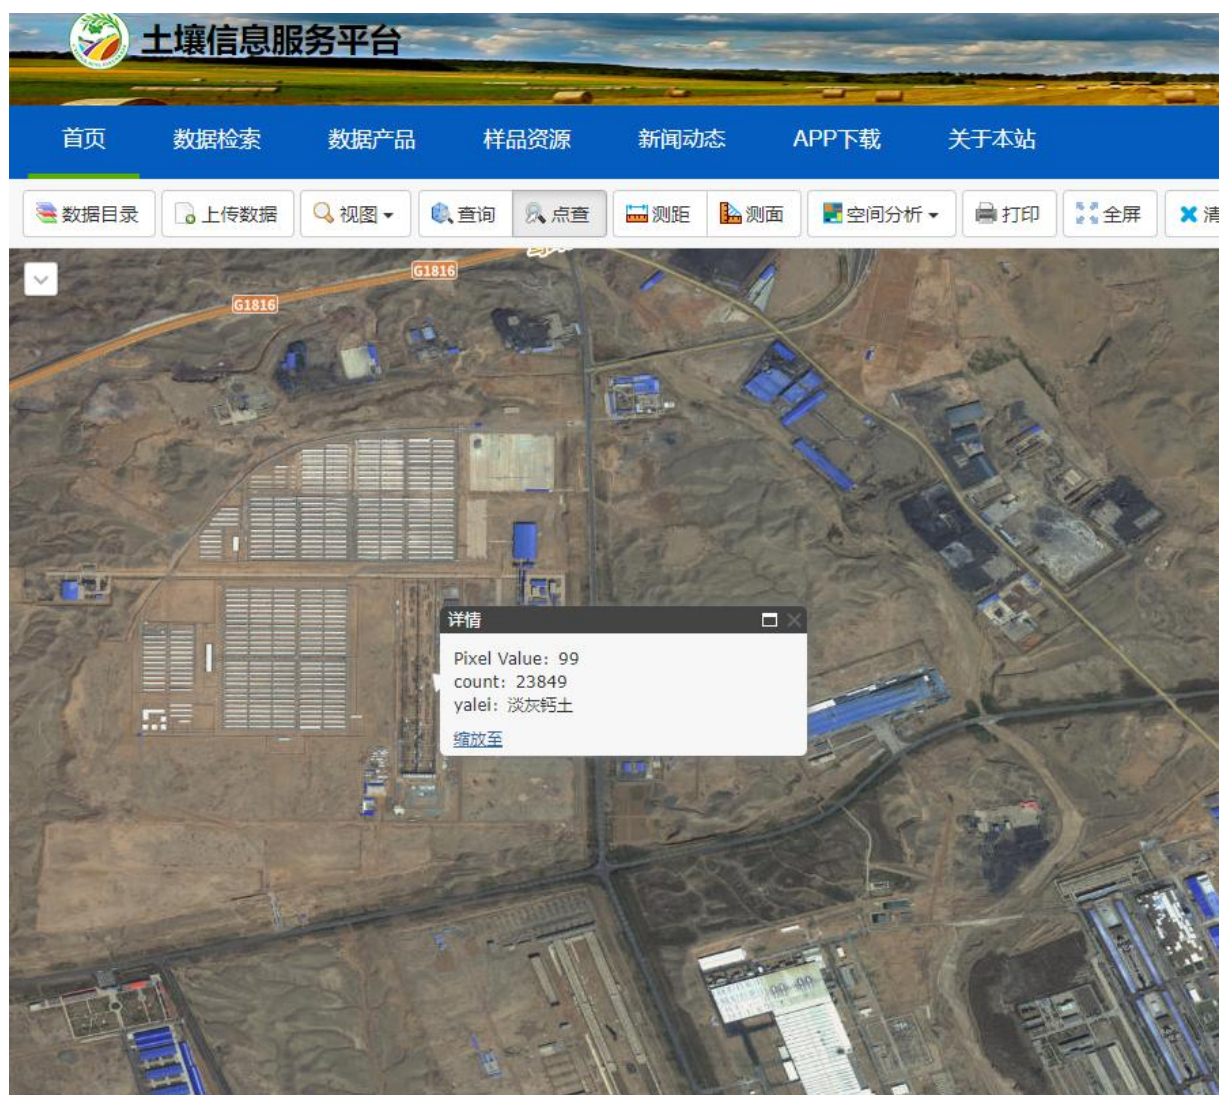 土壤信息服务平台
首页 数据检索 数据产品 样品资源 新闻动态 APP下载 关于本站
数据目录 上传数据 视图 查询 点查 测距 测面 空间分析 打印 全屏 清
G1816
G1816
详情
Pixel Value: 99
count: 23849
yalei: 淡灰钙土
缩放至